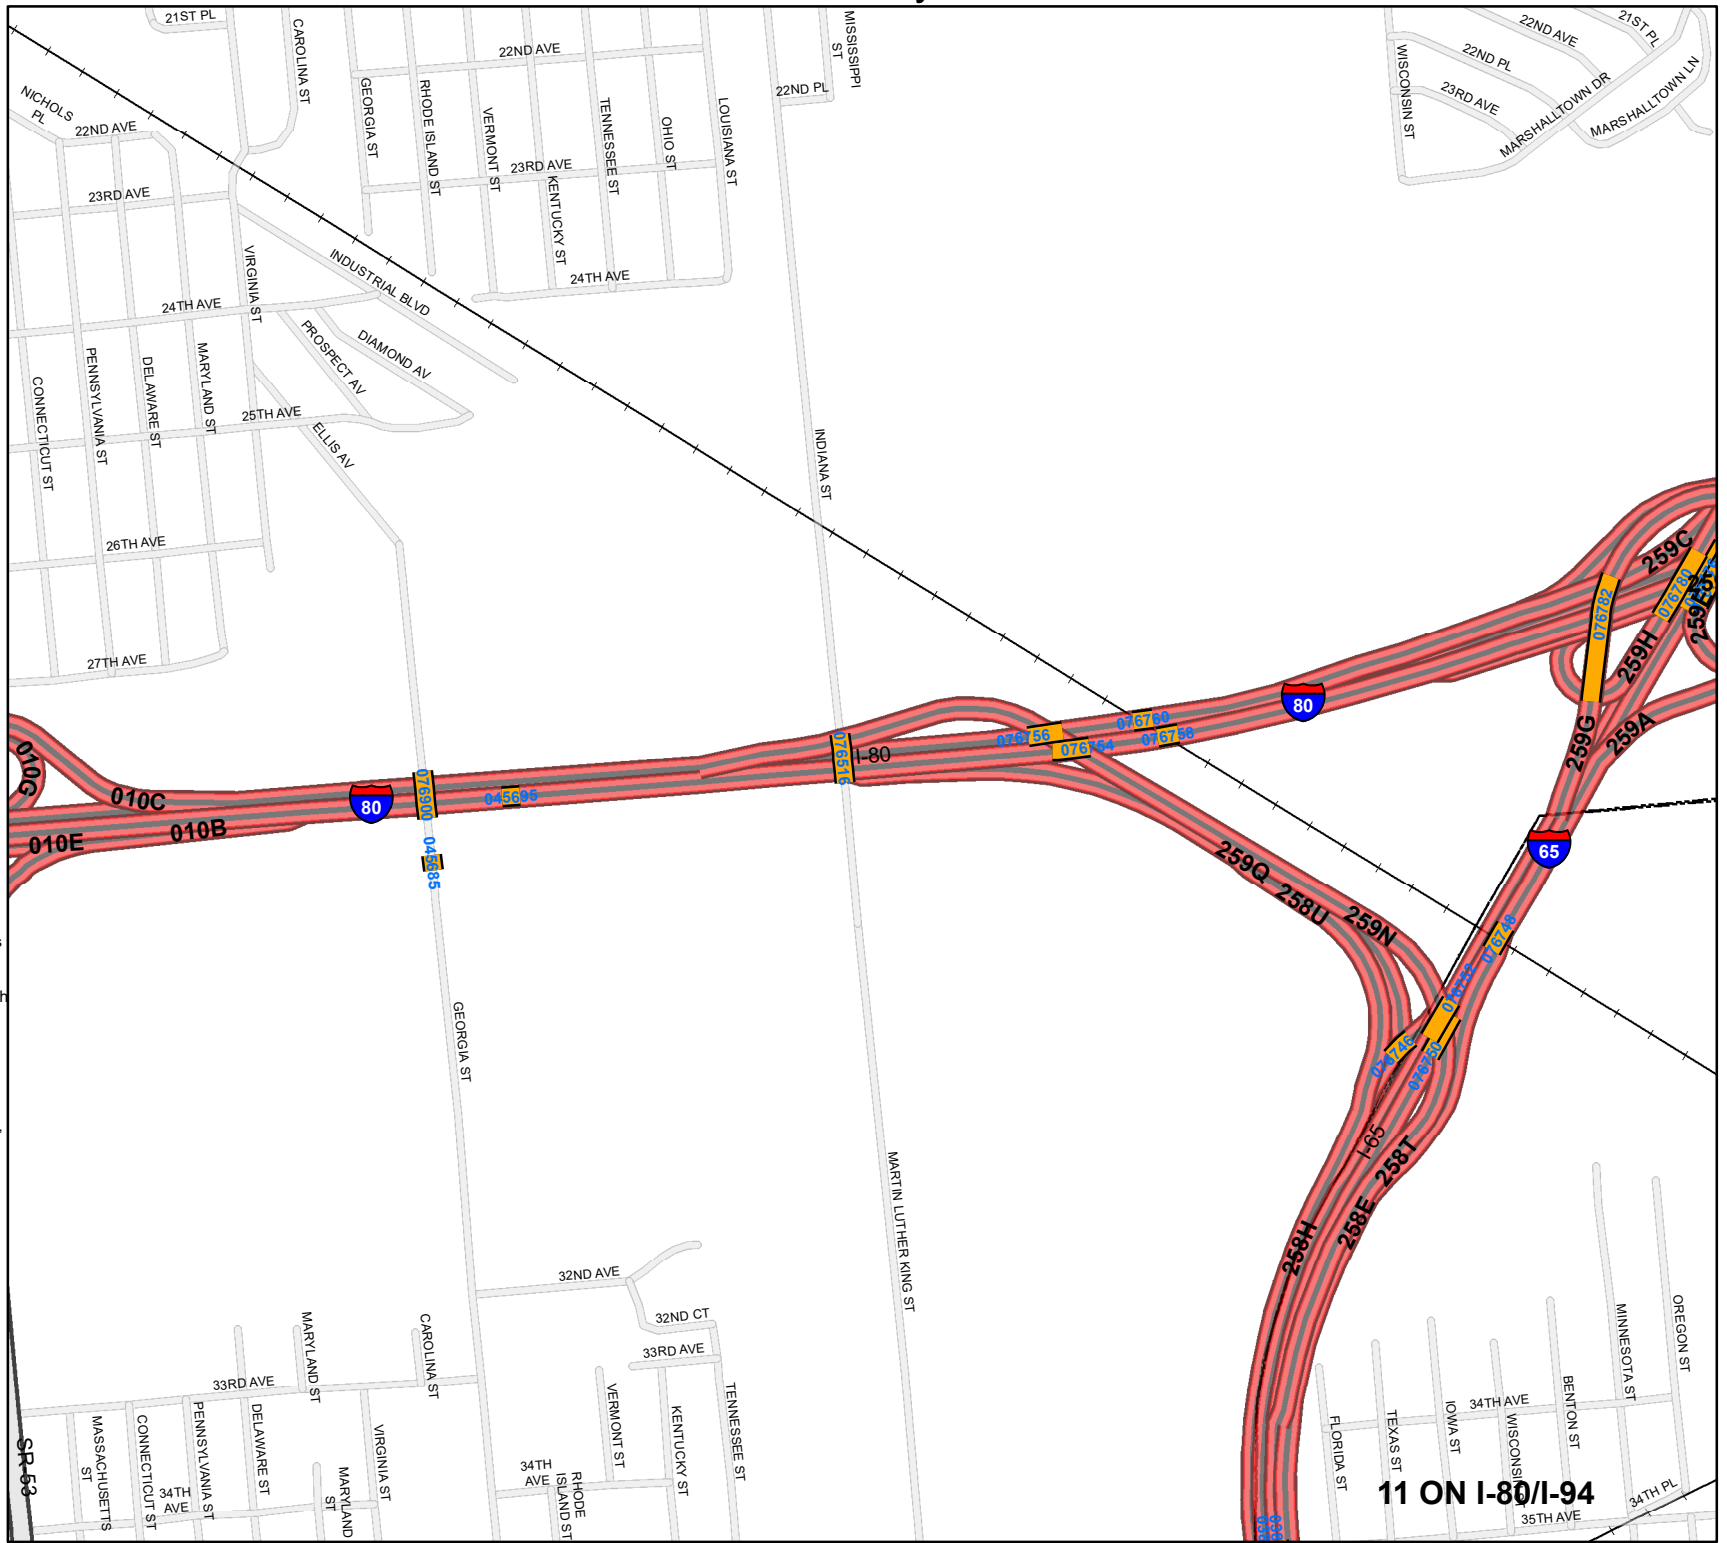 21ST PL
CAROLINA ST
GEORGIA ST
22ND AVE
RHODE ISLAND ST
VERMONT ST
TENNESSEE ST
OHIO ST
LOUISIANA ST
MISSISSIPPI
ST
22ND PL
WISCONSIN ST
22ND AVE
21ST PL
22ND PL
23RD AVE
MARSHALLTOWN DR
MARSHALLTOWN LN
NICHOLS
PL
22ND AVE
23RD AVE
23RD AVE
KENTUCKY ST
24TH AVE
VIRGINIA ST
INDUSTRIAL BLVD
24TH AVE
PROSPECT AV
DIAMOND AV
CONNECTICUT ST
PENNSYLVANIA ST
DELAWARE ST
MARYLAND ST
25TH AVE
ELLIS AV
INDIANA ST
26TH AVE
27TH AVE
259C
076782
076780
259H
259G
259A
80
076756
076760
076754
076758
076516
I-80
010G
010C
80
076900
045695
010B
010E
045685
65
259Q
258U
259N
076748
076752
076746
076750
I-65
258T
258E
258H
GEORGIA ST
MARTIN LUTHER KING ST
32ND AVE
32ND CT
33RD AVE
MARYLAND ST
CAROLINA ST
33RD AVE
VERMONT ST
KENTUCKY ST
TENNESSEE ST
MINNESOTA ST
OREGON ST
BENTON ST
34TH AVE
FLORIDA ST
TEXAS ST
IOWA ST
WISCONSIN
ST
SR-53
MASSACHUSETTS
ST
CONNECTICUT ST
PENNSYLVANIA ST
DELAWARE ST
VIRGINIA ST
34TH
AVE
MARYLAND
ST
34TH
AVE
RHODE
ISLAND ST
11 ON I-80/I-94
34TH PL
35TH AVE